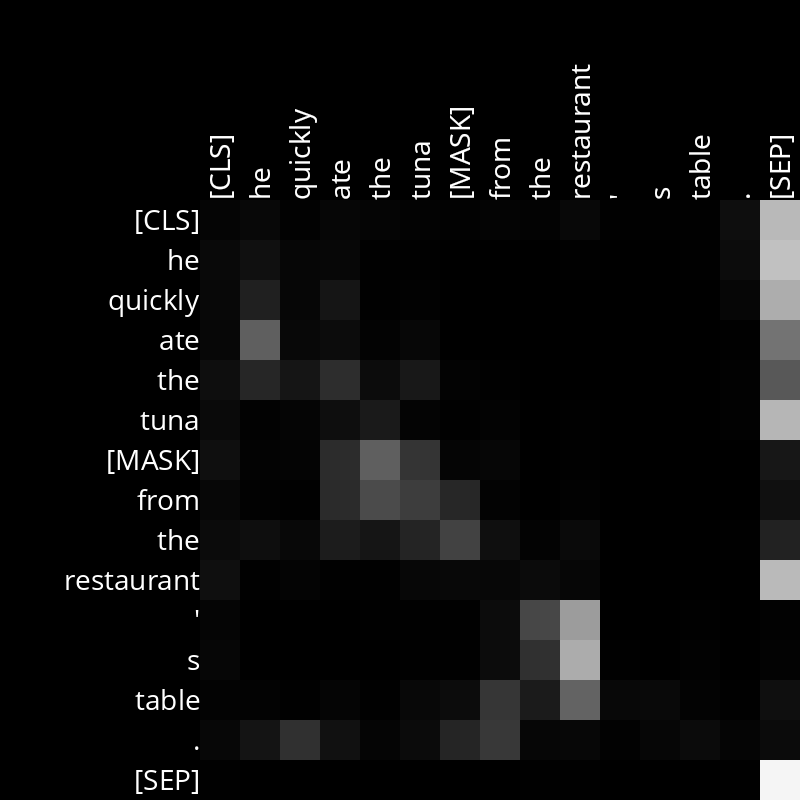 [CLS] he quickly ate the tuna [MASK] from the restaurant ' s table . [SEP]
[CLS]
he
quickly
ate
the
tuna
[MASK]
from
the
restaurant
'
s
table
.
[SEP]